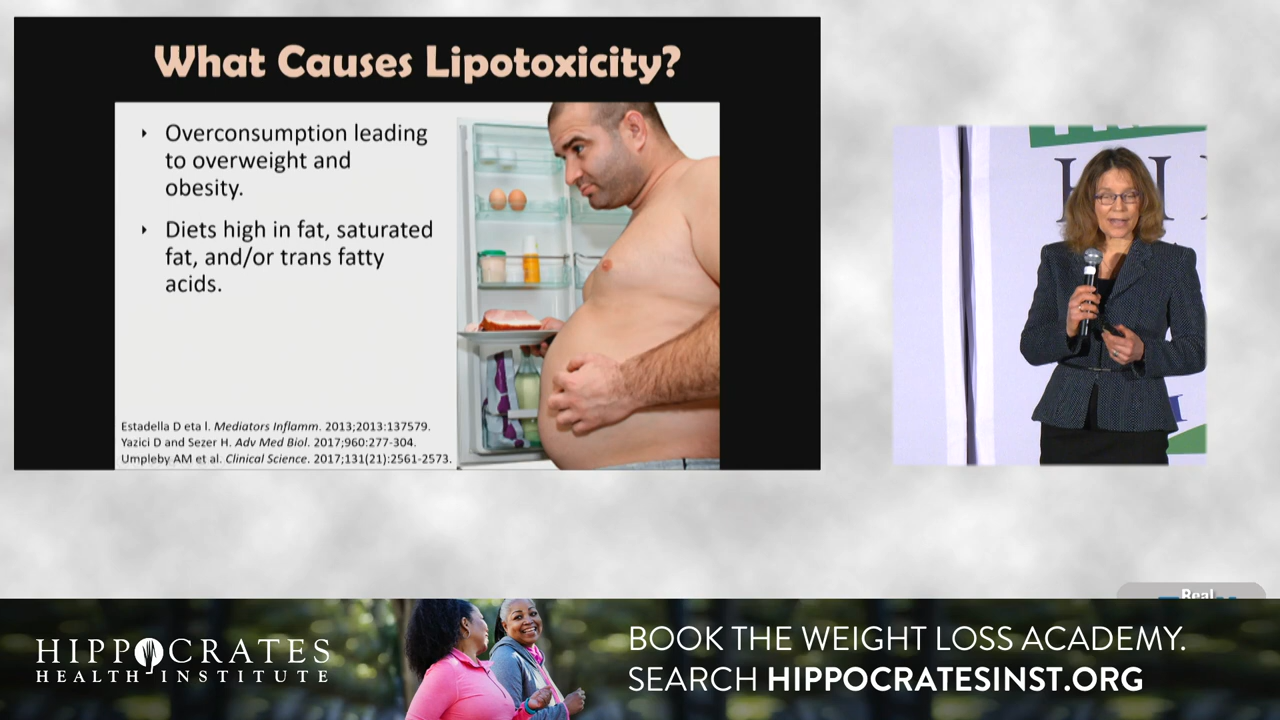 What Causes Lipotoxicity?
‣ Overconsumption leading
to overweight and
obesity.
‣ Diets high in fat, saturated
fat, and/or trans fatty
acids.
Estadella D eta l. Mediators Inflamm. 2013;2013:137579.
Yazici D and Sezer H. Adv Med Biol. 2017;960:277-304.
Umpleby AM et al. Clinical Science. 2017;131(21):2561-2573.
H I
Real
HIPPOCRATES
HEALTH INSTITUTE
BOOK THE WEIGHT LOSS ACADEMY.
SEARCH HIPPOCRATESINST.ORG